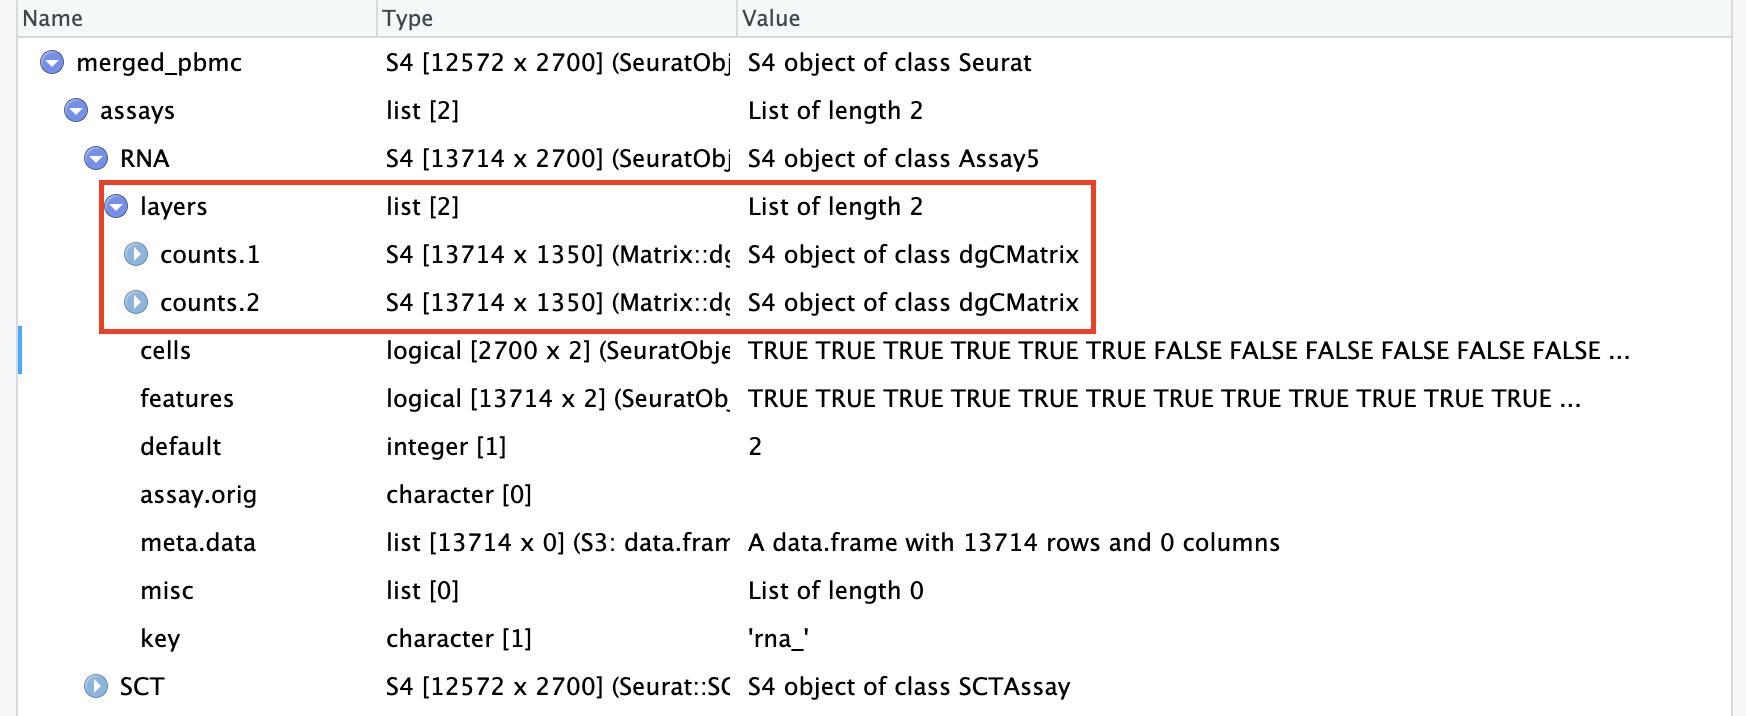 Name Type Value
merged_pbmc S4 [12572 x 2700] (SeuratObj S4 object of class Seurat
assays list [2] List of length 2
RNA S4 [13714 x 2700] (SeuratObj S4 object of class Assay5
layers list [2] List of length 2
counts.1 S4 [13714 x 1350] (Matrix::dg S4 object of class dgCMatrix
counts.2 S4 [13714 x 1350] (Matrix::dg S4 object of class dgCMatrix
cells logical [2700 x 2] (SeuratObje TRUE TRUE TRUE TRUE TRUE TRUE FALSE FALSE FALSE FALSE FALSE FALSE ...
features logical [13714 x 2] (SeuratObj TRUE TRUE TRUE TRUE TRUE TRUE TRUE TRUE TRUE TRUE TRUE TRUE ...
default integer [1] 2
assay.orig character [0]
meta.data list [13714 x 0] (S3: data.fram A data.frame with 13714 rows and 0 columns
misc list [0] List of length 0
key character [1] 'rna_'
SCT S4 [12572 x 2700] (Seurat::SC S4 object of class SCTAssay